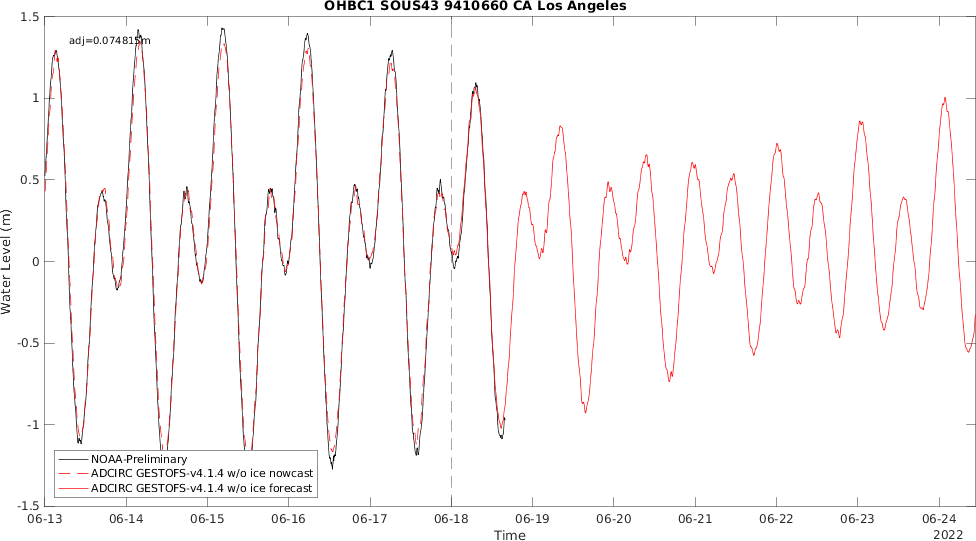 OHBC1 SOUS43 9410660 CA Los Angeles
adj=0.074815m
1.5
1
0.5
0
-0.5
-1
-1.5
Water Level (m)
NOAA-Preliminary
ADCIRC GESTOFS-v4.1.4 w/o ice nowcast
ADCIRC GESTOFS-v4.1.4 w/o ice forecast
06-13 06-14 06-15 06-16 06-17 06-18 06-19 06-20 06-21 06-22 06-23 06-24
Time
2022